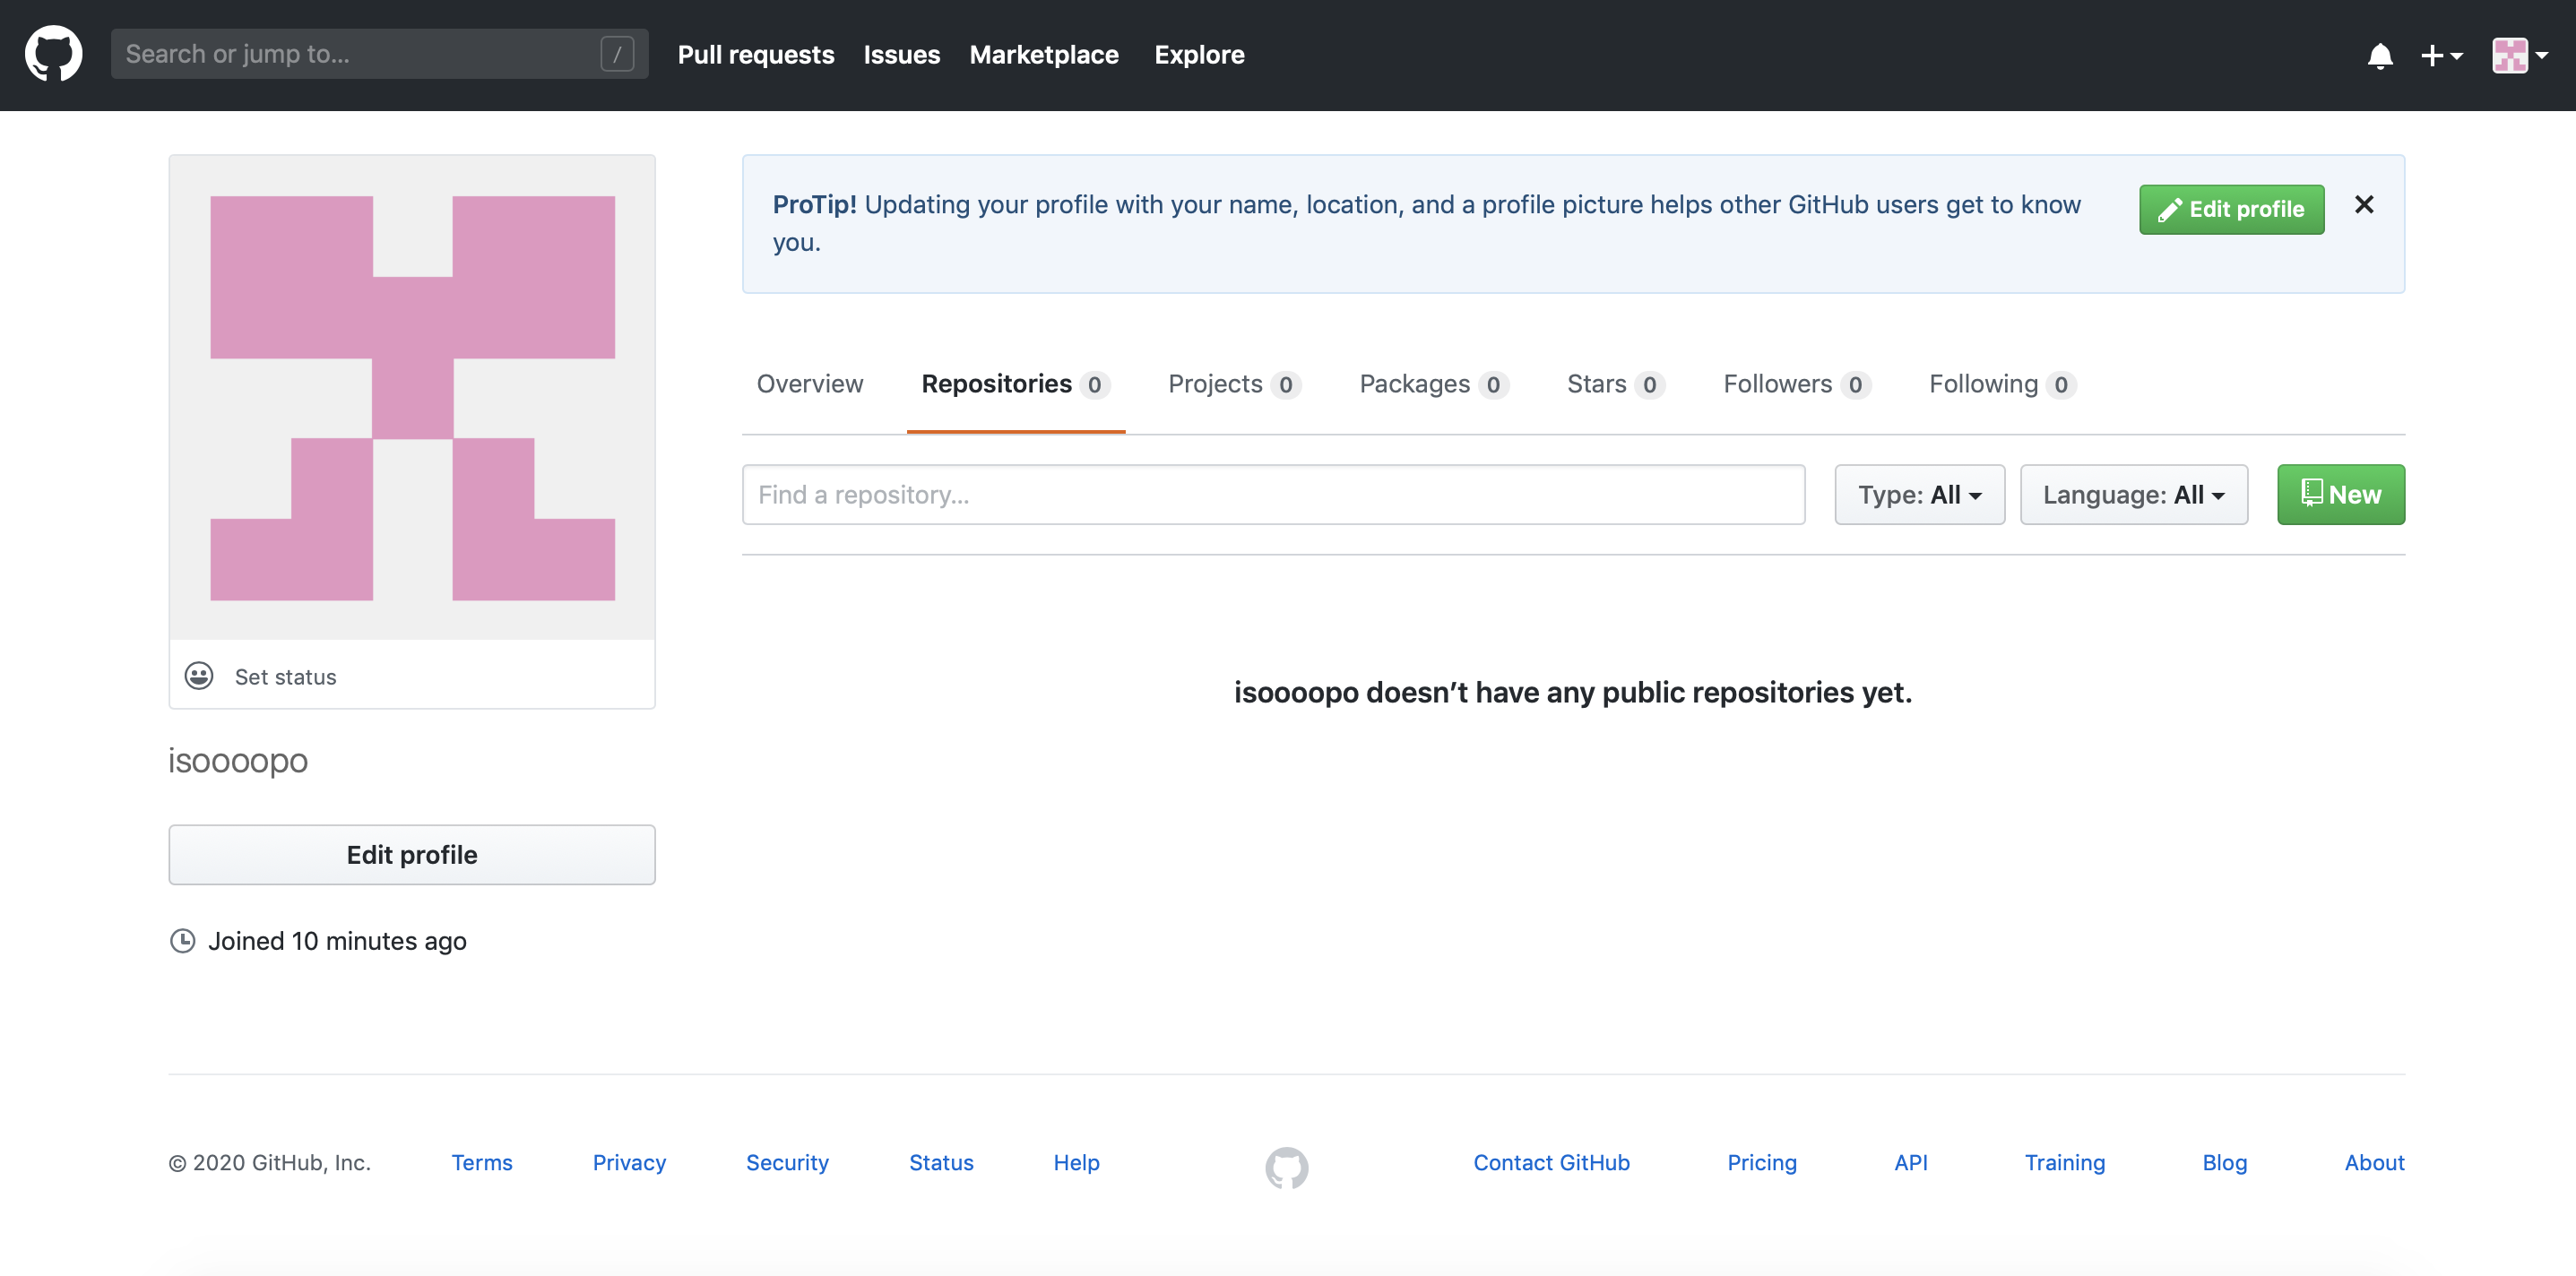 Search or jump to... /
Pull requests Issues Marketplace Explore
ProTip! Updating your profile with your name, location, and a profile picture helps other GitHub users get to know
you.
Edit profile
Overview Repositories 0 Projects 0 Packages 0 Stars 0 Followers 0 Following 0
Find a repository...
Type: All Language: All New
Set status
isoooopo doesn’t have any public repositories yet.
isoooopo
Edit profile
Joined 10 minutes ago
© 2020 GitHub, Inc. Terms Privacy Security Status Help Contact GitHub Pricing API Training Blog About